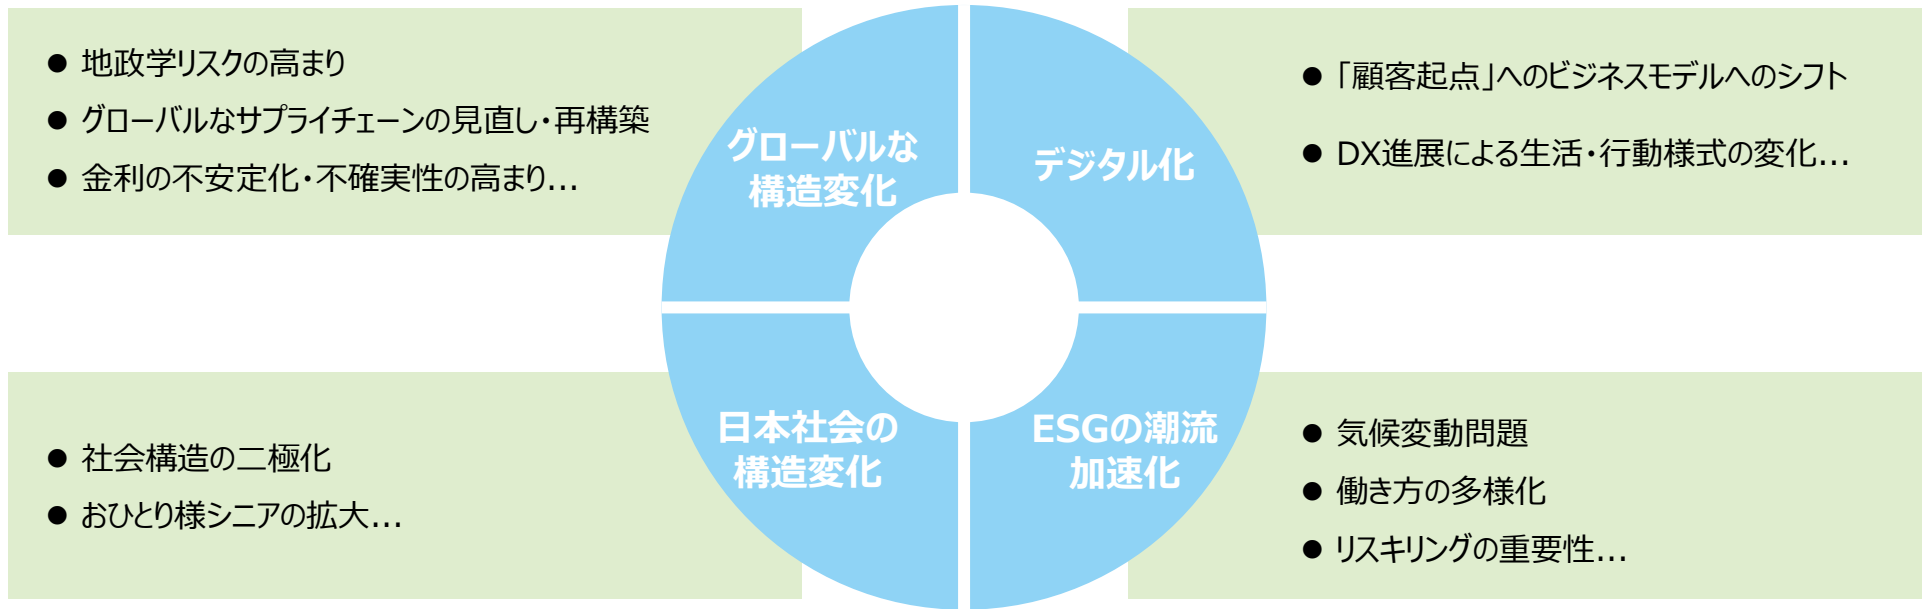 ● 地政学リスクの高まり
● グローバルなサプライチェーンの見直し・再構築
● 金利の不安定化・不確実性の高まり…
グローバルな
構造変化
デジタル化
● 「顧客起点」へのビジネスモデルへのシフト
● DX進展による生活・行動様式の変化…
● 社会構造の二極化
● おひとり様シニアの拡大…
日本社会の
構造変化
ESGの潮流
加速化
● 気候変動問題
● 働き方の多様化
● リスキリングの重要性…